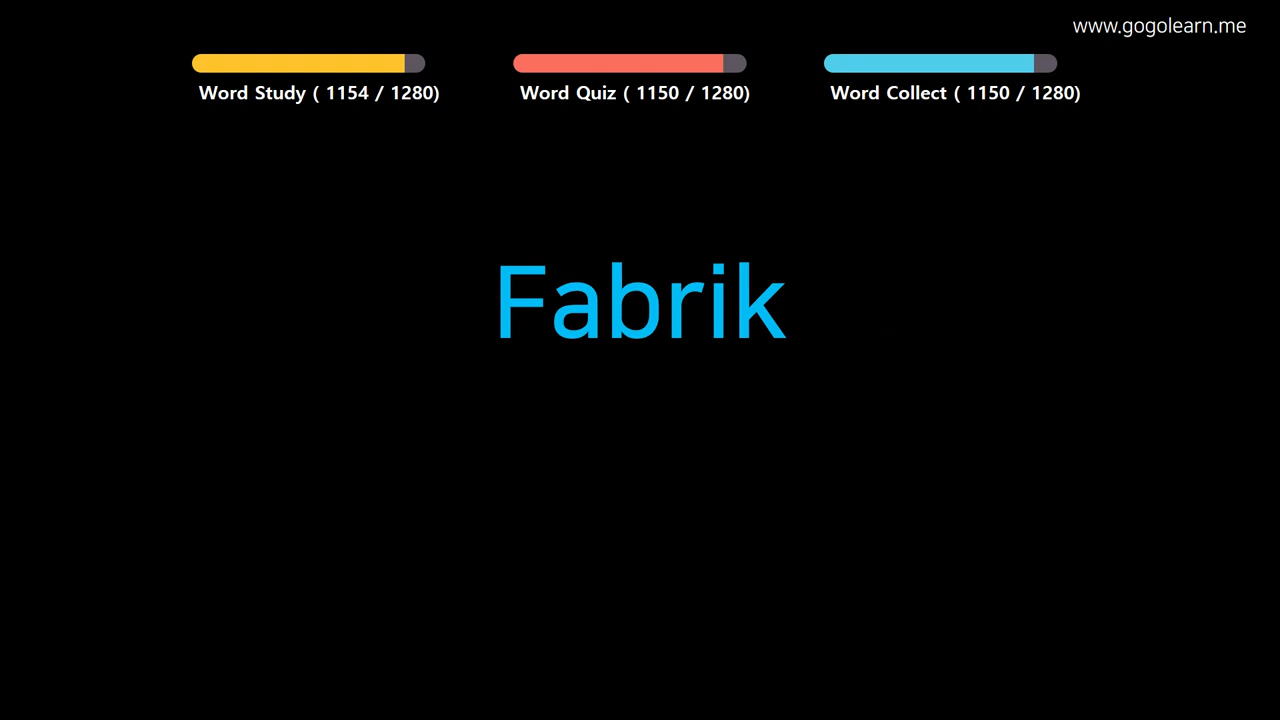 www.gogolearn.me
Word Study ( 1154 / 1280)
Word Quiz ( 1150 / 1280)
Word Collect ( 1150 / 1280)
Fabrik